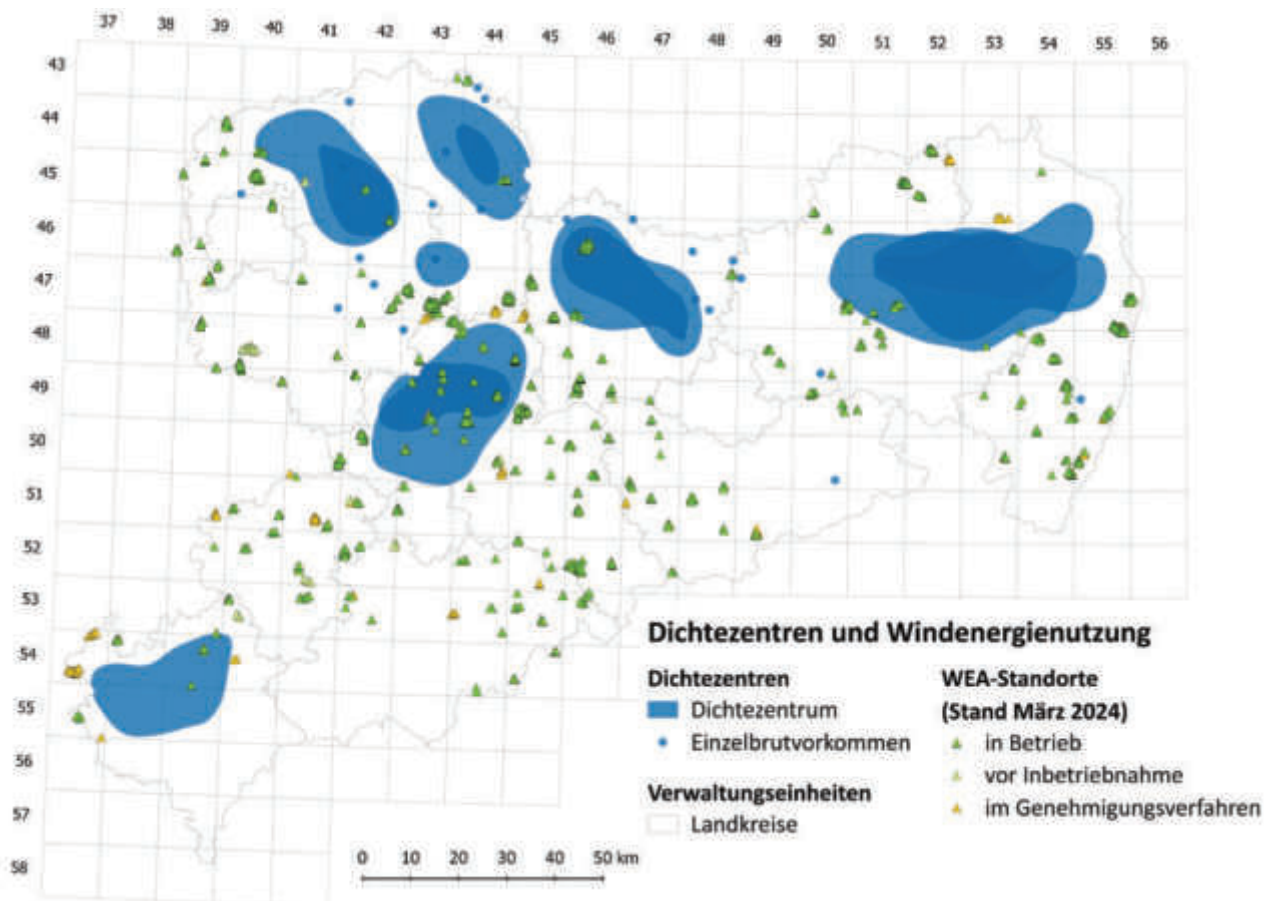 37 38 39 40 41 42 43 44 45 46 47 48 49 50 51 52 53 54 55 56
43
44
45
46
47
48
49
50
51
52
53
54
55
56
57
58
Dichtezentren und Windenergienutzung
Dichtezentren
Dichtezentrum
Einzelbrutvorkommen
Verwaltungseinheiten
Landkreise
WEA-Standorte
(Stand März 2024)
in Betrieb
vor Inbetriebnahme
im Genehmigungsverfahren
0 10 20 30 40 50 km